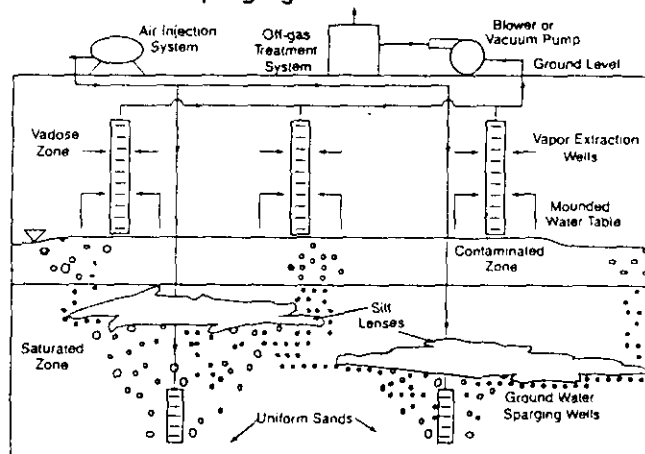 Air Injection
System
Off-gas
Treatment
System
Blower or
Vacuum Pump
Ground Level
Vadose
Zone
Vapor Extraction
Wells
Mounded
Water Table
Contaminated
Zone
Silt
Lenses
Saturated
Zone
Ground Water
Sparging Wells
Uniform Sands